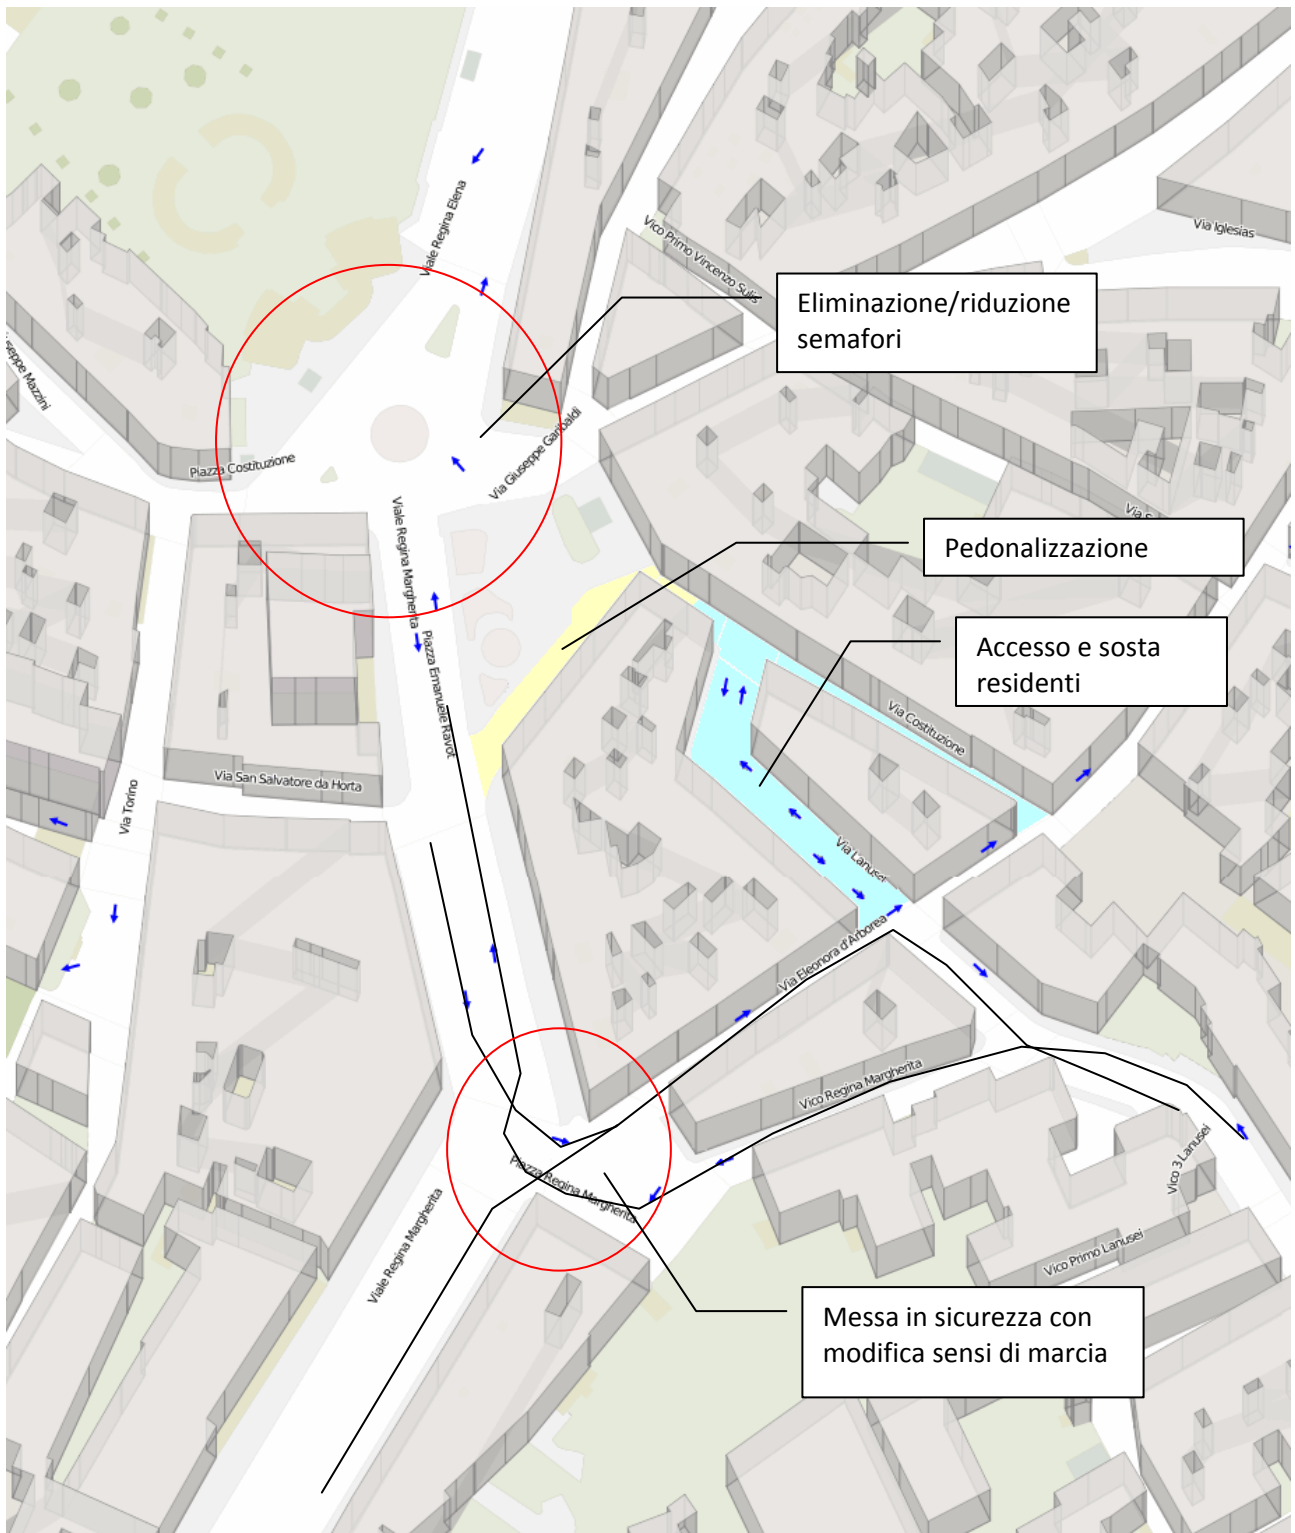 Viale Regina Elena
Vico Primo Vincenzo Sulis
Via Iglesias
Eliminazione/riduzione
semafori
Via Giuseppe Garibaldi
Piazza Costituzione
Viale Regina Margherita
Pedonalizzazione
Accesso e sosta
residenti
Piazza Emanuele Ravot
Via Costituzione
Via San Salvatore da Horta
Via Torino
Via Lanusei
Via Eleonora d'Arborea
Vico Regina Margherita
Piazza Regina Margherita
Viale Regina Margherita
Vico 3 Lanusei
Vico Primo Lanusei
Messa in sicurezza con
modifica sensi di marcia